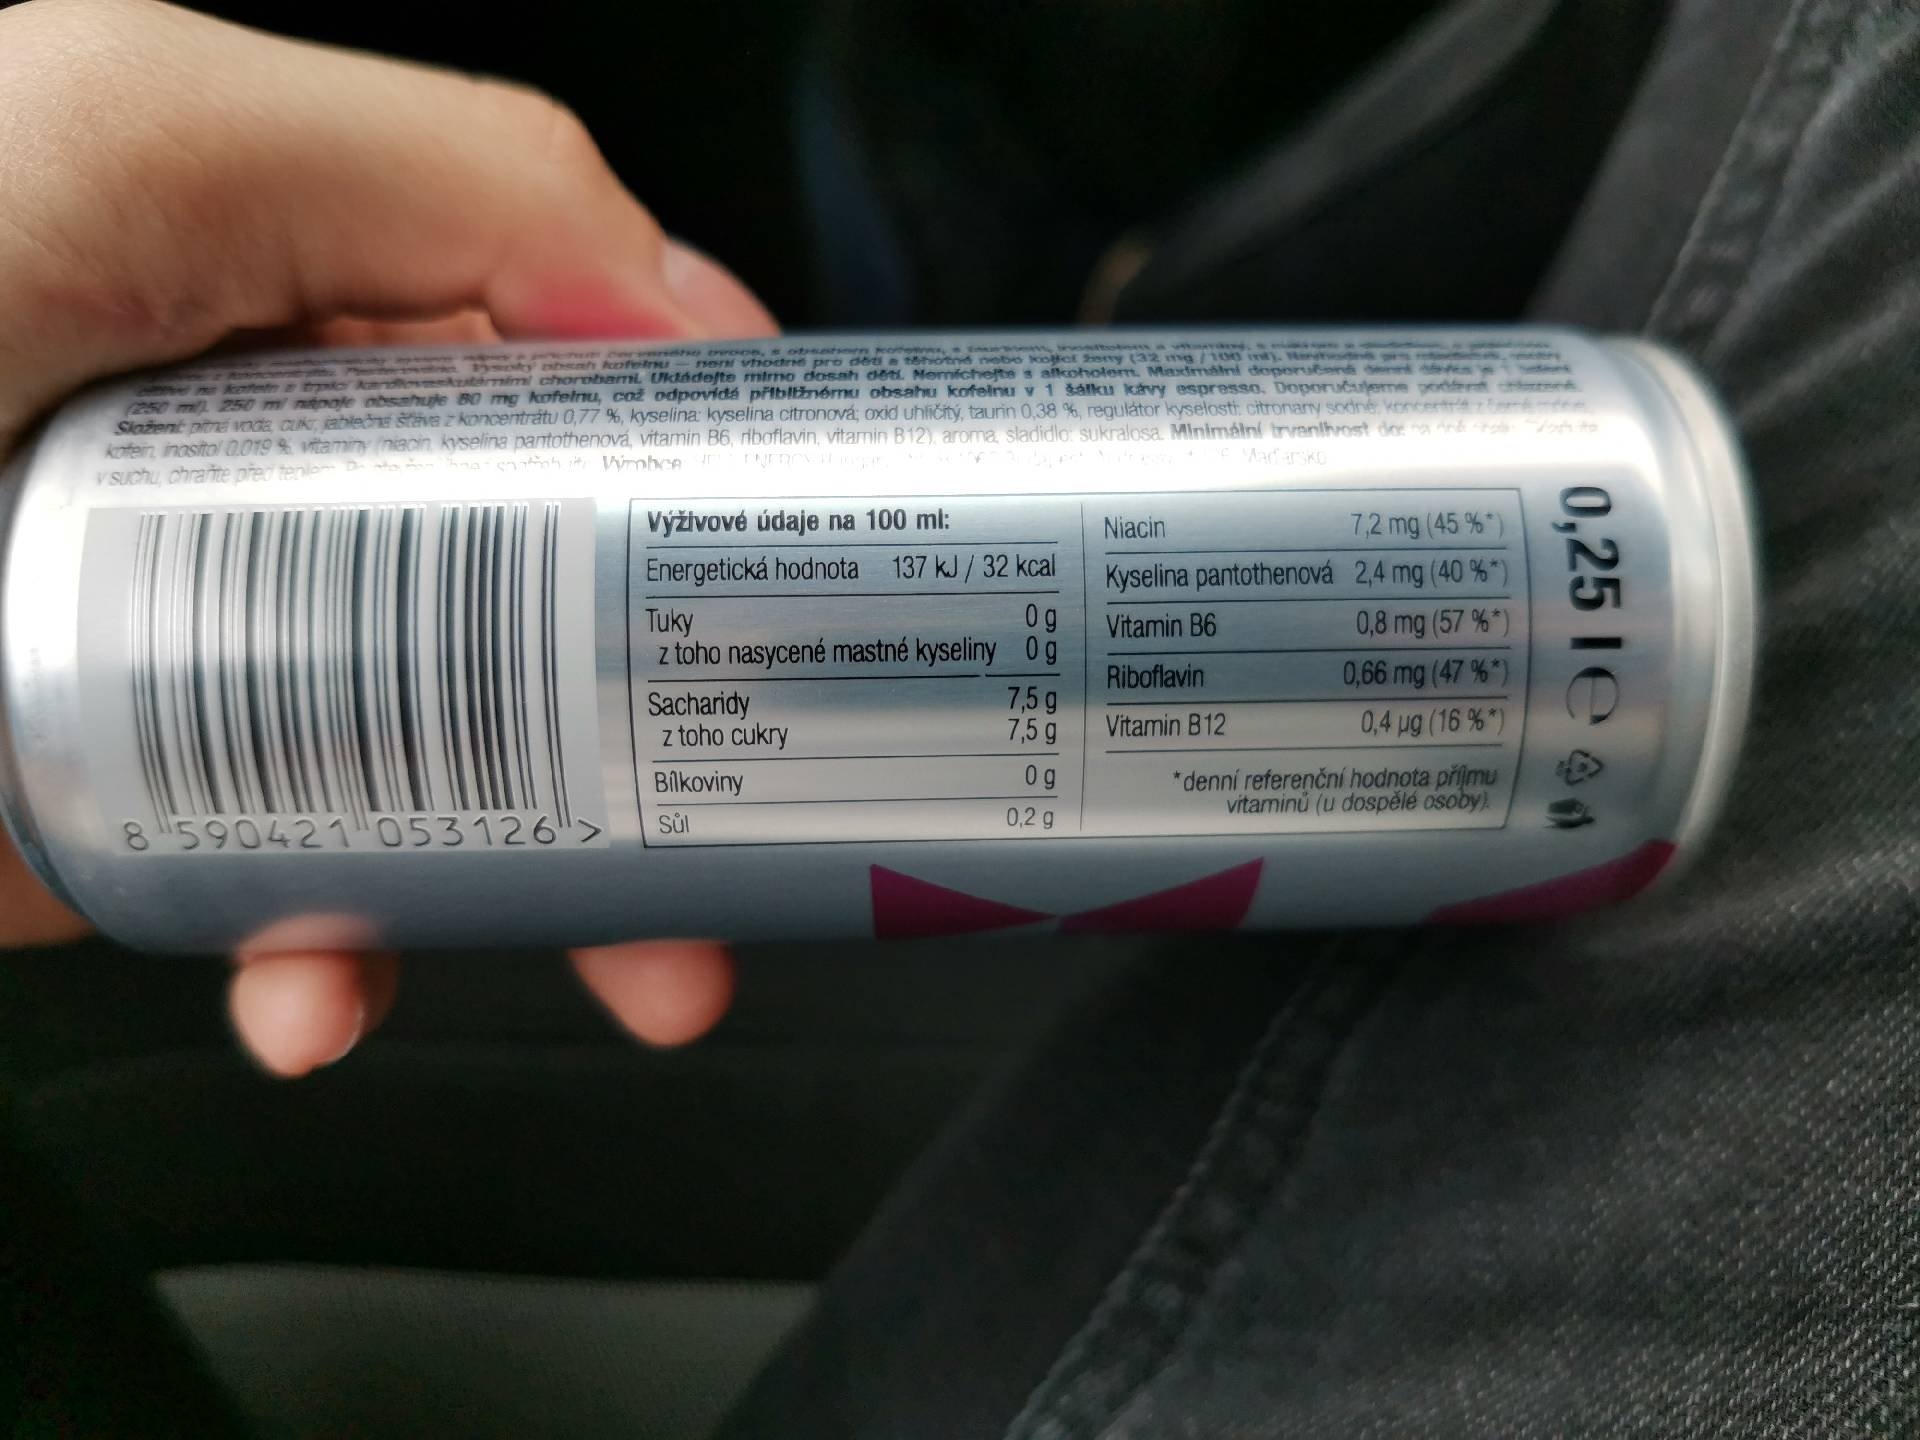 Vysoký obsah kofeinu – není vhodné pro děti a těhotné nebo kojící ženy (32 mg / 100 ml).
chorobami. Ukládejte mimo dosah dětí. Nemíchejte s alkoholem. Maximální doporučená denní dávka je 1 balení
(250 ml). 250 ml nápoje obsahuje 80 mg kofeinu, což odpovídá přibližnému obsahu kofeinu v 1 šálku kávy espresso. Doporučujeme podávat chlazené.
Složení: pitná voda, cukr, jablečná šťáva z koncentrátu 0,77 %, kyselina: kyselina citronová; oxid uhličitý, taurin 0,38 %, regulátor kyselosti: citronany sodné; koncentrát z
kofein, inositol 0,019 %, vitaminy (niacin, kyselina pantothenová, vitamin B6, riboflavin, vitamin B12), aroma, sladidlo: sukralosa. Minimální trvanlivost do:
v suchu, chraňte před teplem. Výrobce
8 590421 053126 >
Výživové údaje na 100 ml:
Energetická hodnota 137 kJ / 32 kcal
Tuky 0 g
z toho nasycené mastné kyseliny 0 g
Sacharidy 7,5 g
z toho cukry 7,5 g
Bílkoviny 0 g
Sůl 0,2 g
Niacin 7,2 mg (45 %*)
Kyselina pantothenová 2,4 mg (40 %*)
Vitamin B6 0,8 mg (57 %*)
Riboflavin 0,66 mg (47 %*)
Vitamin B12 0,4 µg (16 %*)
*denní referenční hodnota příjmu
vitaminů (u dospělé osoby).
0,25 l e